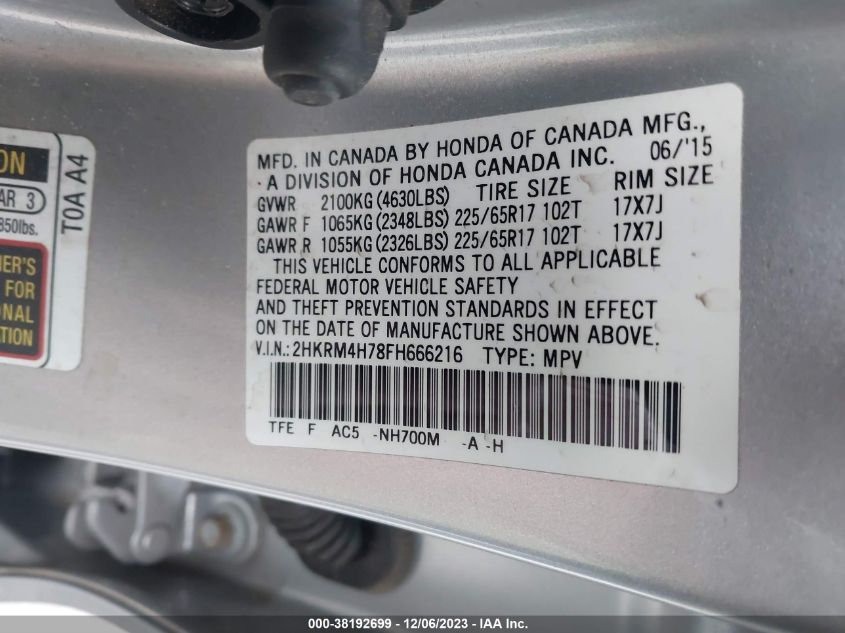 MFD. IN CANADA BY HONDA OF CANADA MFG.,
A DIVISION OF HONDA CANADA INC. 06/'15
GVWR 2100KG(4630LBS) TIRE SIZE RIM SIZE
GAWR F 1065KG(2348LBS) 225/65R17 102T 17X7J
GAWR R 1055KG(2326LBS) 225/65R17 102T 17X7J
THIS VEHICLE CONFORMS TO ALL APPLICABLE
FEDERAL MOTOR VEHICLE SAFETY
AND THEFT PREVENTION STANDARDS IN EFFECT
ON THE DATE OF MANUFACTURE SHOWN ABOVE.
V.I.N.:2HKRM4H78FH666216 TYPE: MPV
TFE F AC5 -NH700M -A -H
ON
AR 3
850lbs.
T0A A4
ER'S
FOR
ONAL
ATION
000-38192699 - 12/06/2023 - IAA Inc.